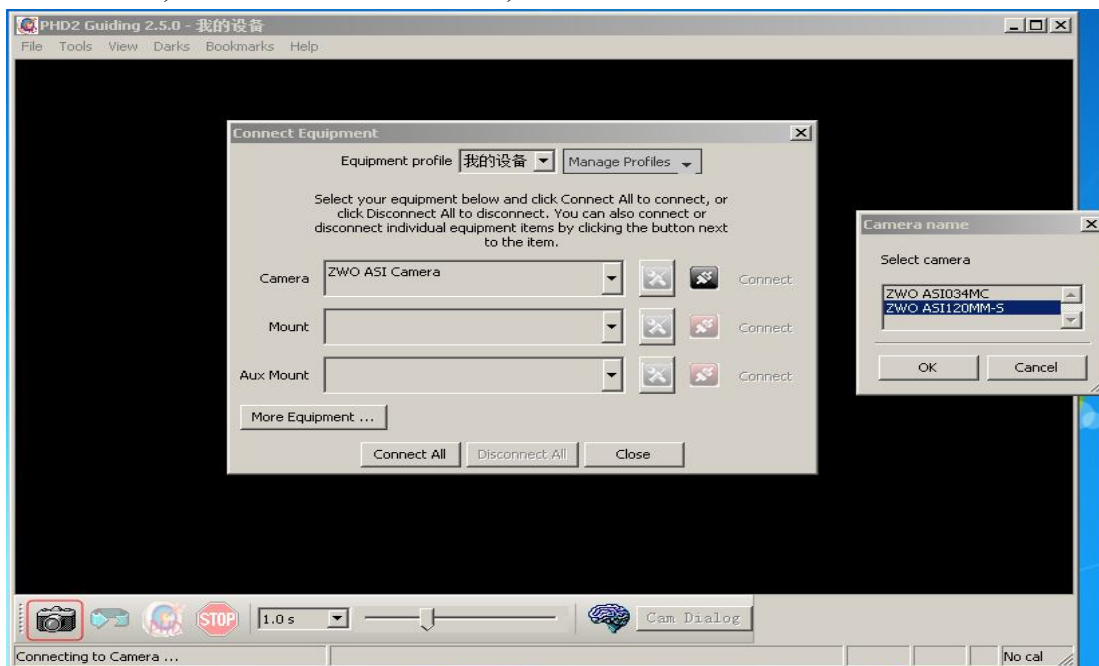 PHD2 Guiding 2.5.0 - 我的设备
File Tools View Darks Bookmarks Help
Connect Equipment
Equipment profile 我的设备 Manage Profiles
Select your equipment below and click Connect All to connect, or
click Disconnect All to disconnect. You can also connect or
disconnect individual equipment items by clicking the button next
to the item.
Camera ZWO ASI Camera Connect
Mount Connect
Aux Mount Connect
More Equipment ...
Connect All Disconnect All Close
Camera name
Select camera
ZWO ASI034MC
ZWO ASI120MM-S
OK Cancel
STOP 1.0 s Cam Dialog
Connecting to Camera ... No cal